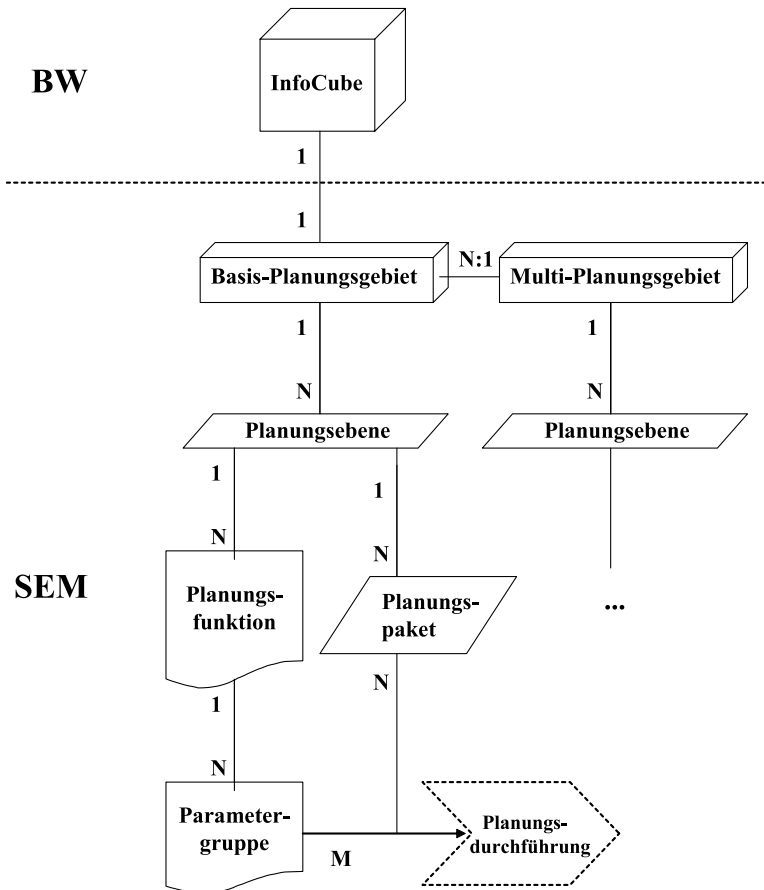 BW
InfoCube
1
1
Basis-Planungsgebiet
N:1
Multi-Planungsgebiet
1
1
N
N
Planungsebene
Planungsebene
1
1
N
N
SEM
Planungs-
funktion
Planungs-
paket
...
1
N
N
Parameter-
gruppe
M
Planungs-
durchführung